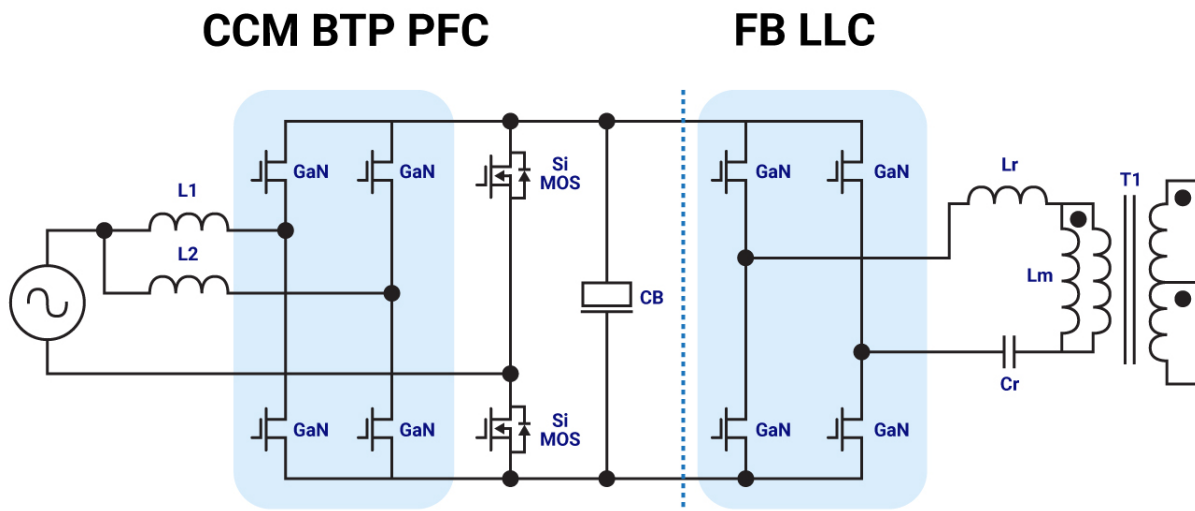 CCM BTP PFC
FB LLC
GaN
GaN
Si
MOS
GaN
GaN
Lr
T1
L1
L2
Lm
CB
Cr
GaN
GaN
Si
MOS
GaN
GaN